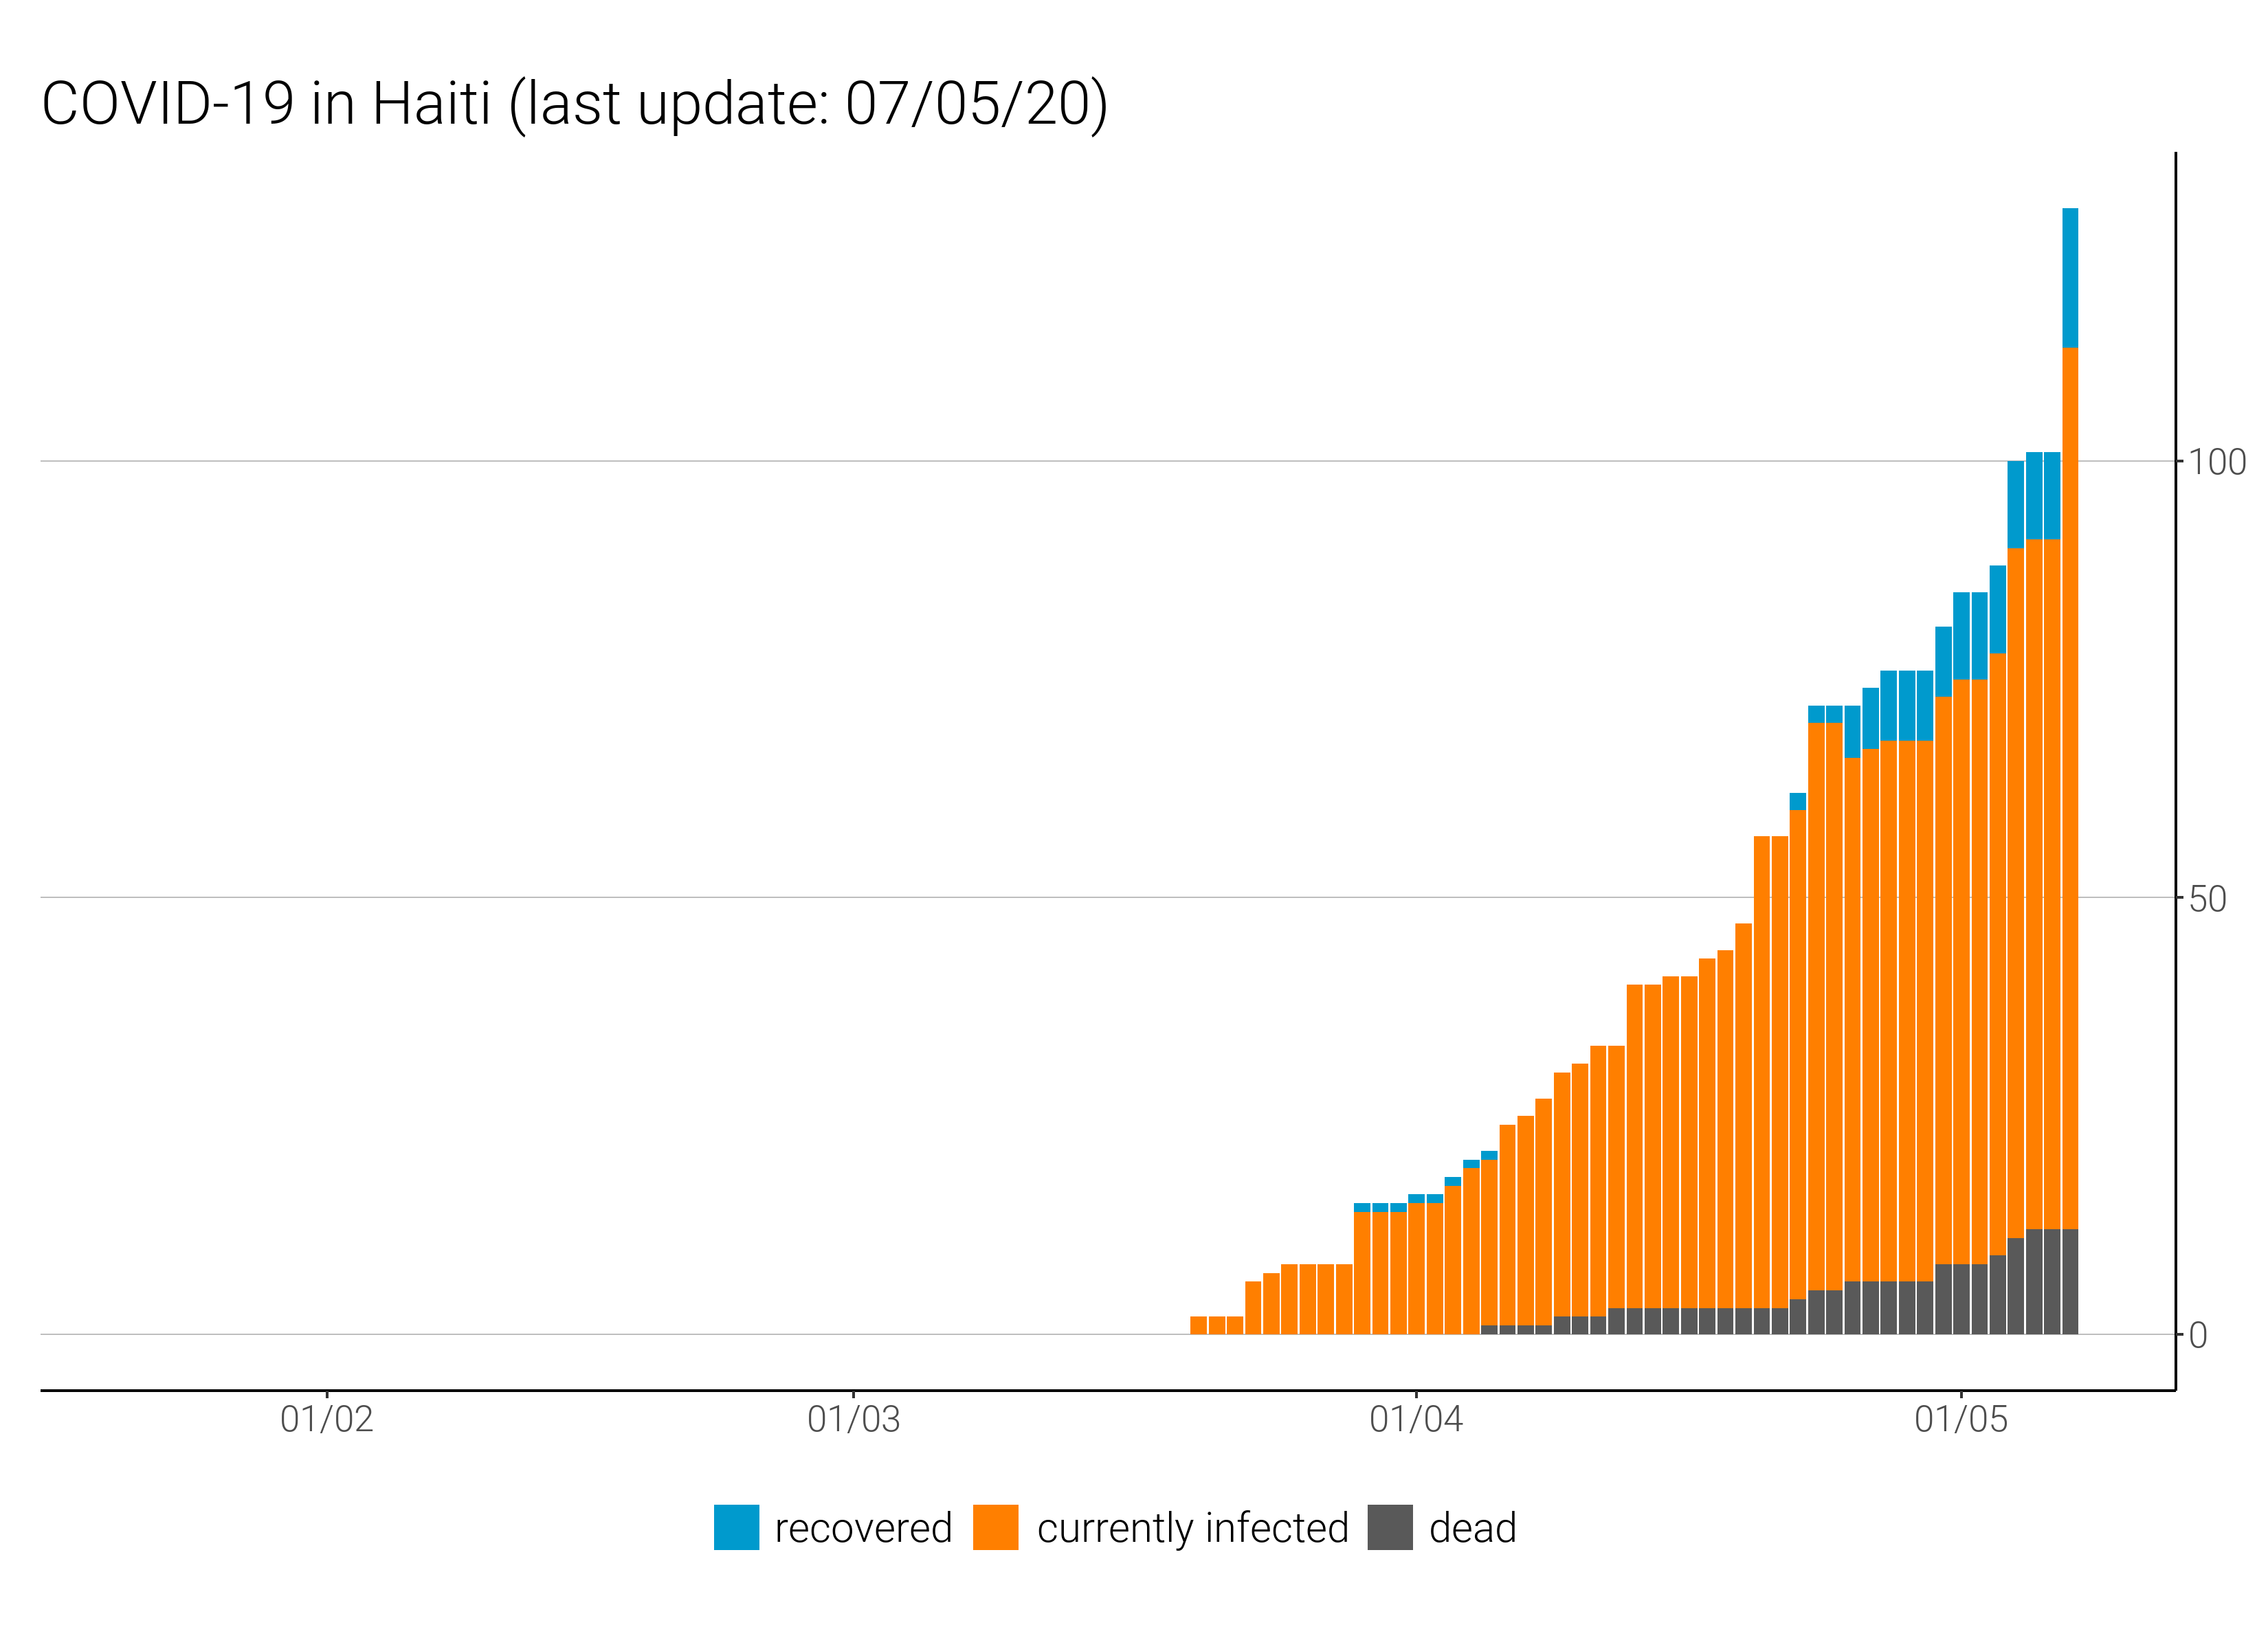 COVID-19 in Haiti (last update: 07/05/20)
100
50
0
01/02 01/03 01/04 01/05
recovered currently infected dead